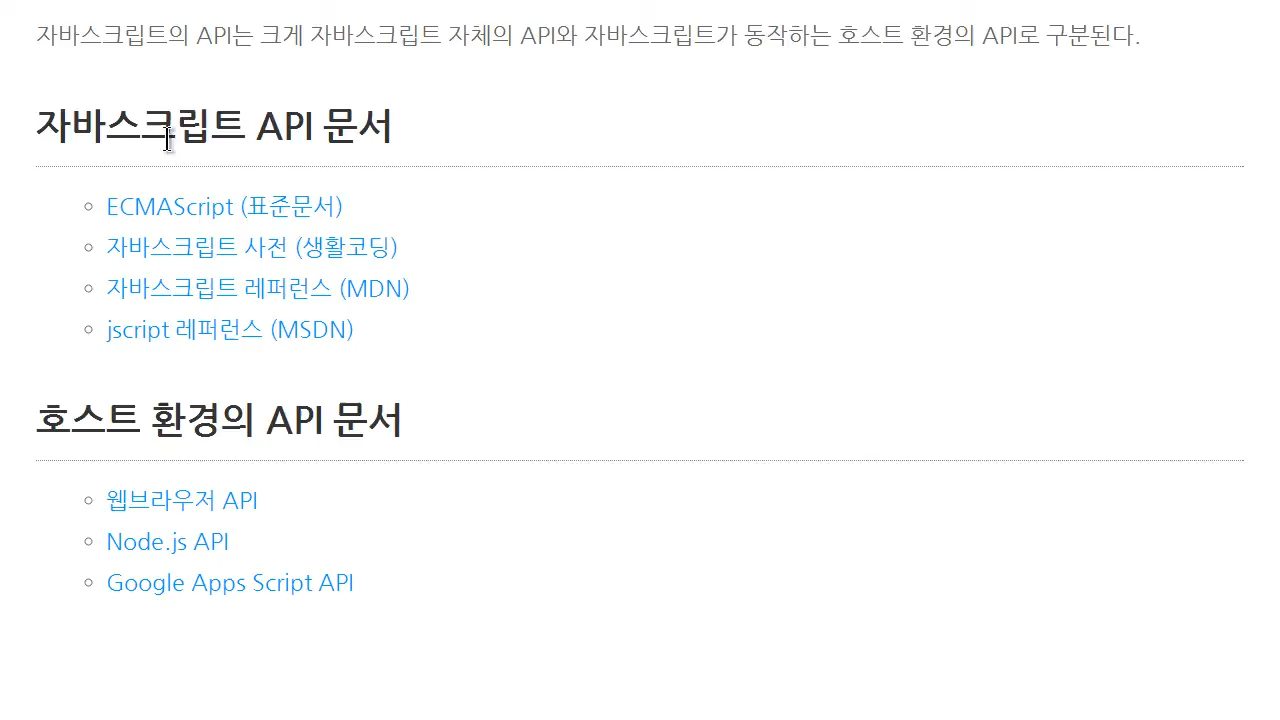 자바스크립트의 API는 크게 자바스크립트 자체의 API와 자바스크립트가 동작하는 호스트 환경의 API로 구분된다.
자바스크립트 API 문서
ECMAScript (표준문서)
자바스크립트 사전 (생활코딩)
자바스크립트 레퍼런스 (MDN)
jscript 레퍼런스 (MSDN)
호스트 환경의 API 문서
웹브라우저 API
Node.js API
Google Apps Script API